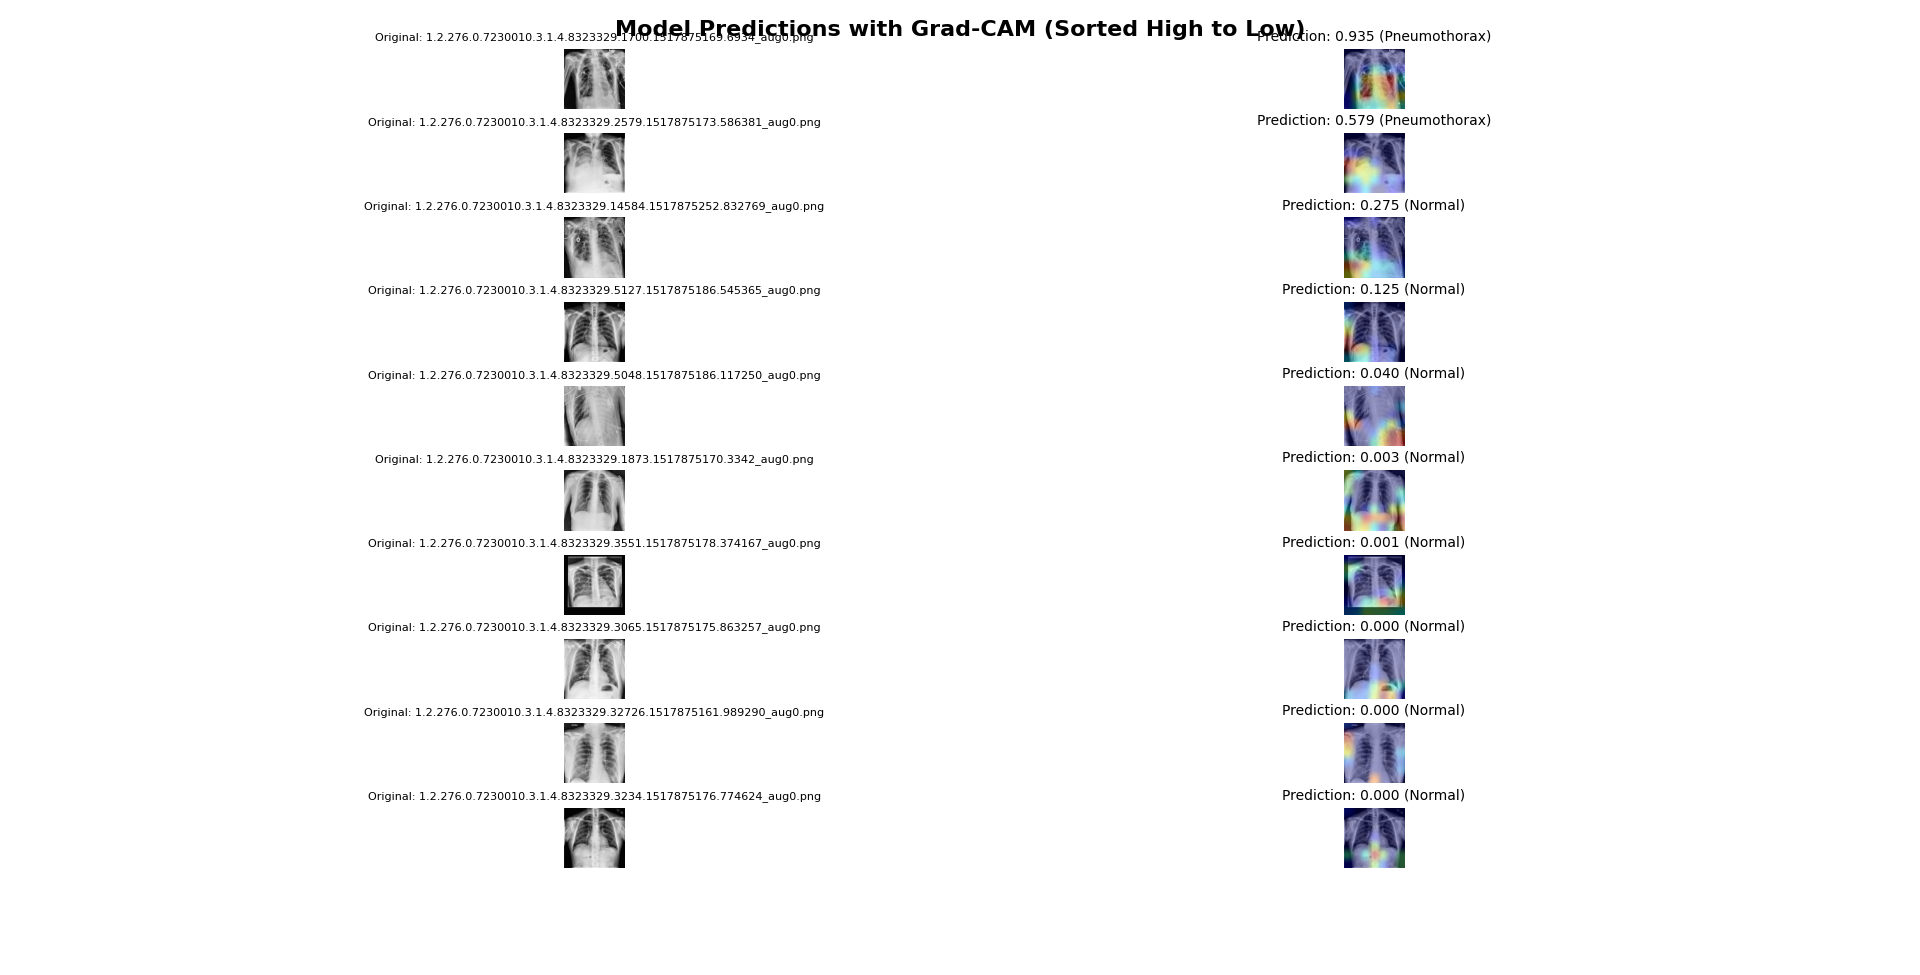 Model Predictions with Grad-CAM (Sorted High to Low)
Original: 1.2.276.0.7230010.3.1.4.8323329.1700.1517875169.6934_aug0.png
Prediction: 0.935 (Pneumothorax)
Original: 1.2.276.0.7230010.3.1.4.8323329.2579.1517875173.586381_aug0.png
Prediction: 0.579 (Pneumothorax)
Original: 1.2.276.0.7230010.3.1.4.8323329.14584.1517875252.832769_aug0.png
Prediction: 0.275 (Normal)
Original: 1.2.276.0.7230010.3.1.4.8323329.5127.1517875186.545365_aug0.png
Prediction: 0.125 (Normal)
Original: 1.2.276.0.7230010.3.1.4.8323329.5048.1517875186.117250_aug0.png
Prediction: 0.040 (Normal)
Original: 1.2.276.0.7230010.3.1.4.8323329.1873.1517875170.3342_aug0.png
Prediction: 0.003 (Normal)
Original: 1.2.276.0.7230010.3.1.4.8323329.3551.1517875178.374167_aug0.png
Prediction: 0.001 (Normal)
Original: 1.2.276.0.7230010.3.1.4.8323329.3065.1517875175.863257_aug0.png
Prediction: 0.000 (Normal)
Original: 1.2.276.0.7230010.3.1.4.8323329.32726.1517875161.989290_aug0.png
Prediction: 0.000 (Normal)
Original: 1.2.276.0.7230010.3.1.4.8323329.3234.1517875176.774624_aug0.png
Prediction: 0.000 (Normal)